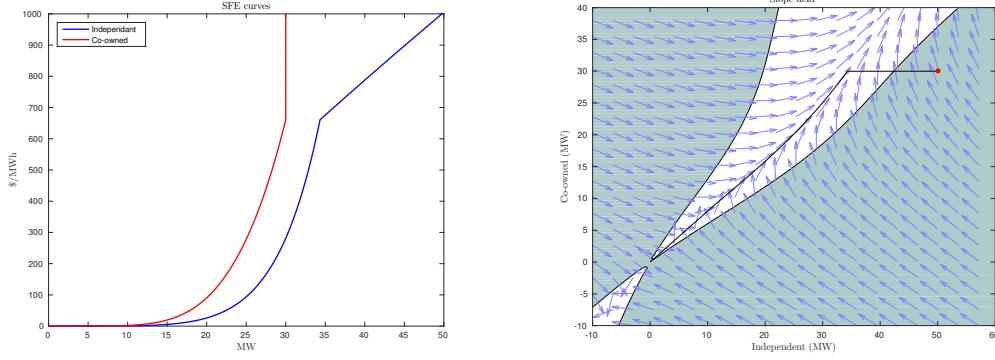 SFE curves
1000
900
800
700
600
500
400
300
200
100
0
$/MWh
Independant
Co-owned
0 5 10 15 20 25 30 35 40 45 50
MW
Slope field
40
35
30
25
20
15
10
5
0
-5
-10
Co-owned (MW)
-10 0 10 20 30 40 50 60
Independent (MW)